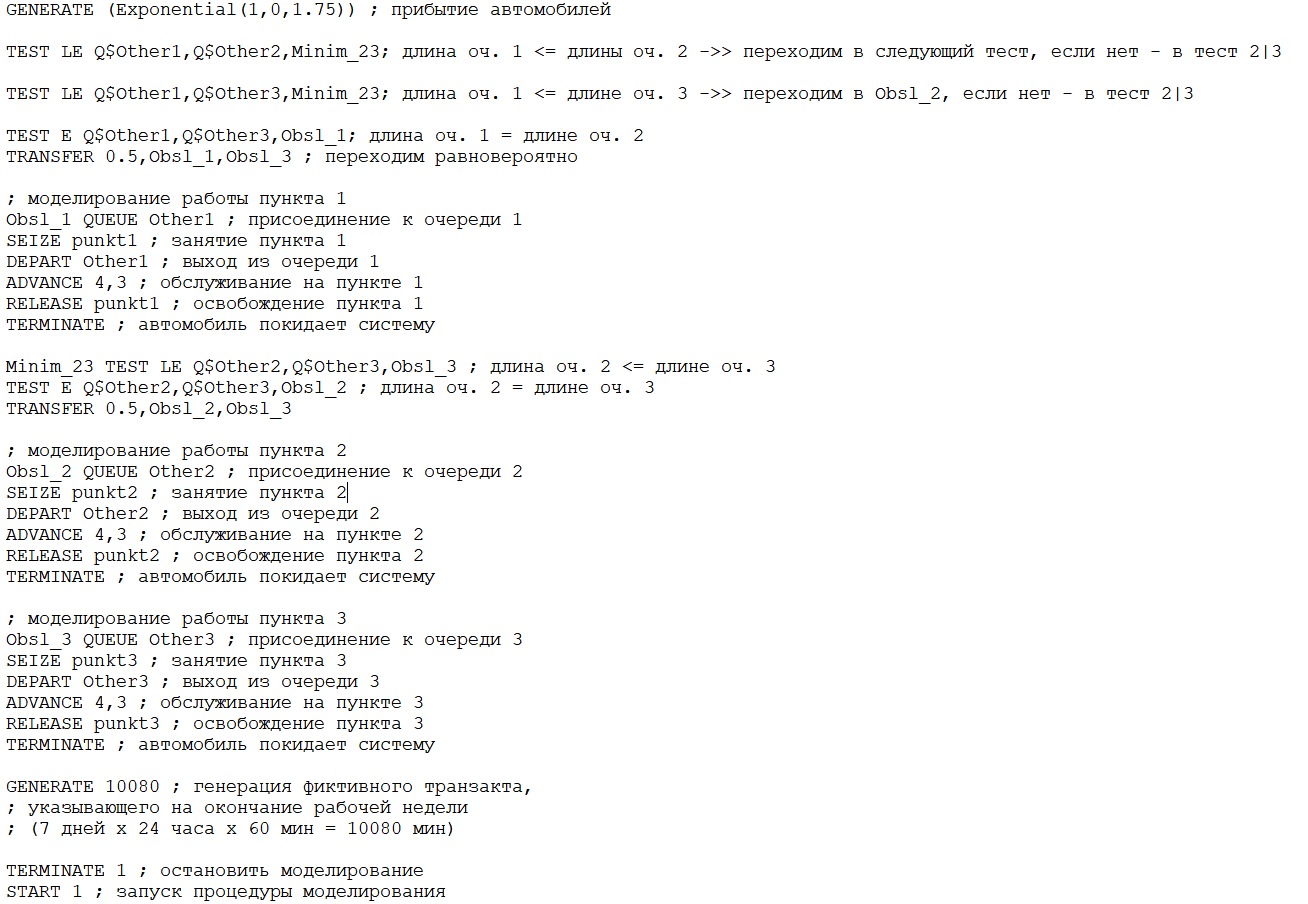 GENERATE (Exponential(1,0,1.75)) ; прибытие автомобилей
TEST LE Q$Other1,Q$Other2,Minim_23; длина оч. 1 <= длины оч. 2 ->> переходим в следующий тест, если нет - в тест 2|3
TEST LE Q$Other1,Q$Other3,Minim_23; длина оч. 1 <= длине оч. 3 ->> переходим в Obsl_2, если нет - в тест 2|3
TEST E Q$Other1,Q$Other3,Obsl_1; длина оч. 1 = длине оч. 2
TRANSFER 0.5,Obsl_1,Obsl_3 ; переходим равновероятно
; моделирование работы пункта 1
Obsl_1 QUEUE Other1 ; присоединение к очереди 1
SEIZE punkt1 ; занятие пункта 1
DEPART Other1 ; выход из очереди 1
ADVANCE 4,3 ; обслуживание на пункте 1
RELEASE punkt1 ; освобождение пункта 1
TERMINATE ; автомобиль покидает систему
Minim_23 TEST LE Q$Other2,Q$Other3,Obsl_3 ; длина оч. 2 <= длине оч. 3
TEST E Q$Other2,Q$Other3,Obsl_2 ; длина оч. 2 = длине оч. 3
TRANSFER 0.5,Obsl_2,Obsl_3
; моделирование работы пункта 2
Obsl_2 QUEUE Other2 ; присоединение к очереди 2
SEIZE punkt2 ; занятие пункта 2
DEPART Other2 ; выход из очереди 2
ADVANCE 4,3 ; обслуживание на пункте 2
RELEASE punkt2 ; освобождение пункта 2
TERMINATE ; автомобиль покидает систему
; моделирование работы пункта 3
Obsl_3 QUEUE Other3 ; присоединение к очереди 3
SEIZE punkt3 ; занятие пункта 3
DEPART Other3 ; выход из очереди 3
ADVANCE 4,3 ; обслуживание на пункте 3
RELEASE punkt3 ; освобождение пункта 3
TERMINATE ; автомобиль покидает систему
GENERATE 10080 ; генерация фиктивного транзакта,
; указывающего на окончание рабочей недели
; (7 дней х 24 часа х 60 мин = 10080 мин)
TERMINATE 1 ; остановить моделирование
START 1 ; запуск процедуры моделирования